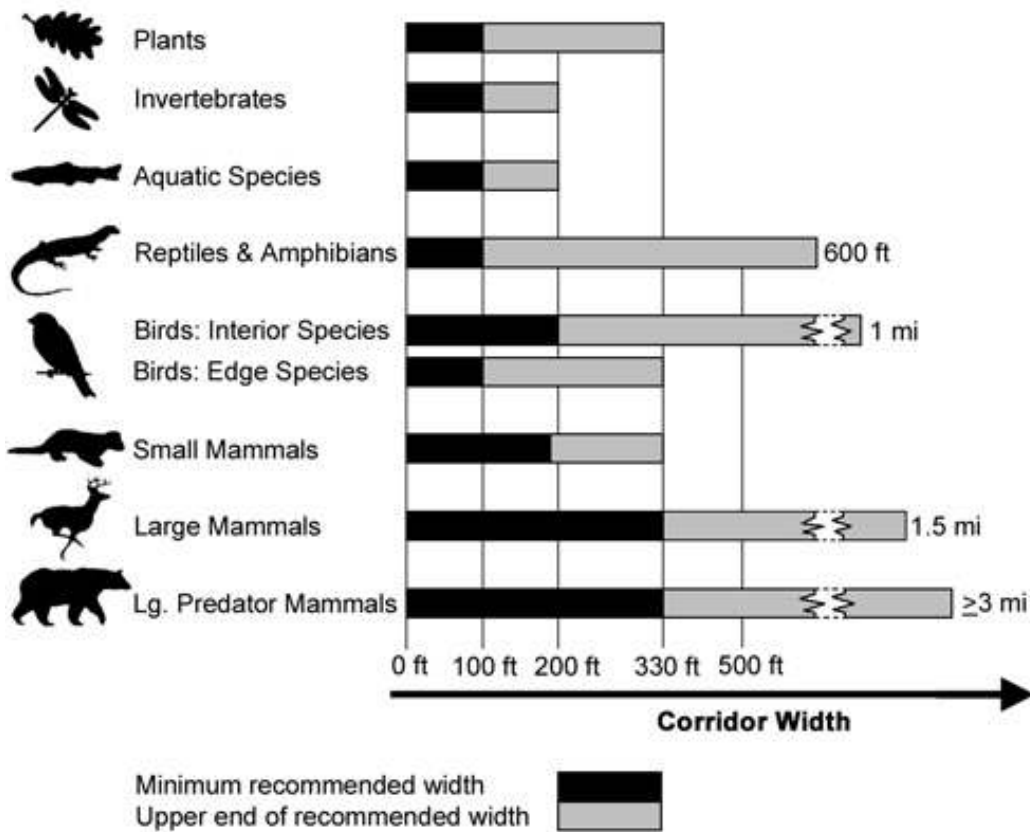 Plants
Invertebrates
Aquatic Species
Reptiles & Amphibians 600 ft
Birds: Interior Species 1 mi
Birds: Edge Species
Small Mammals
Large Mammals 1.5 mi
Lg. Predator Mammals ≥3 mi
0 ft 100 ft 200 ft 330 ft 500 ft
Corridor Width
Minimum recommended width
Upper end of recommended width